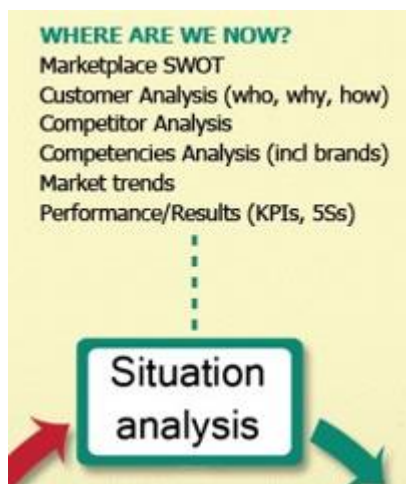 WHERE ARE WE NOW?
Marketplace SWOT
Customer Analysis (who, why, how)
Competitor Analysis
Competencies Analysis (incl brands)
Market trends
Performance/Results (KPIs, 5Ss)
Situation
analysis